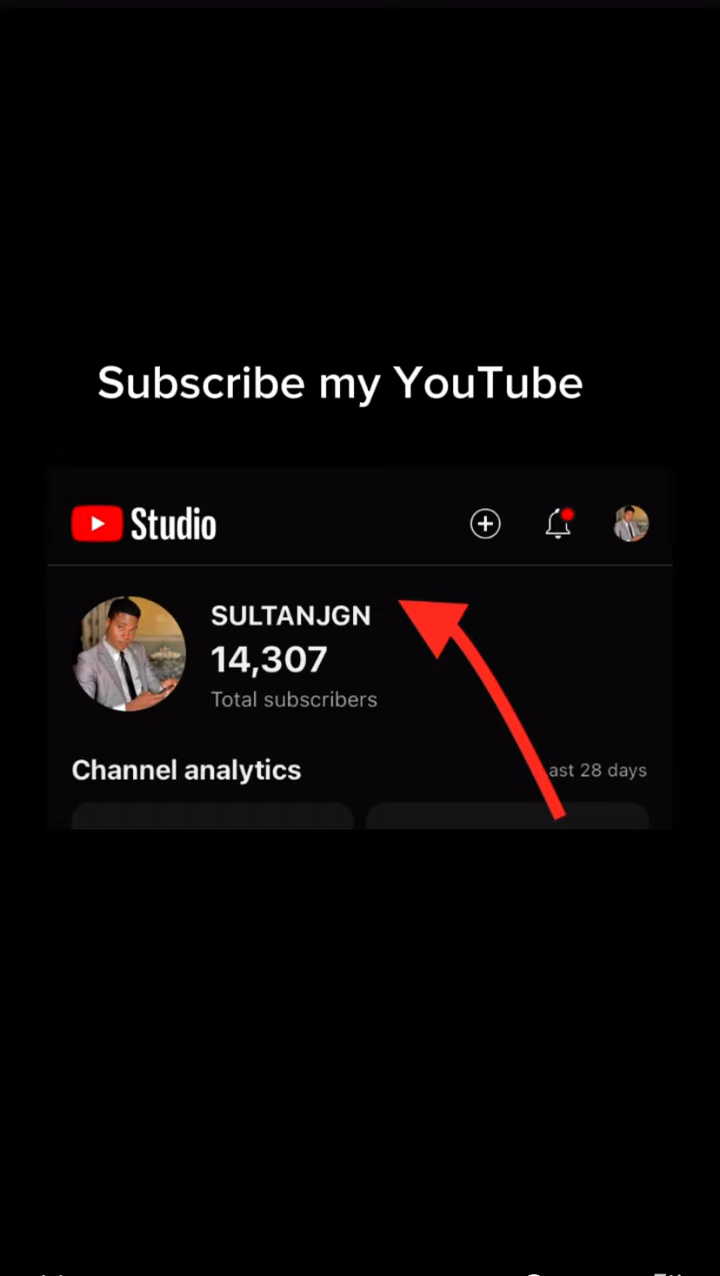 Subscribe my YouTube
Studio
SULTANJGN
14,307
Total subscribers
Channel analytics
ast 28 days